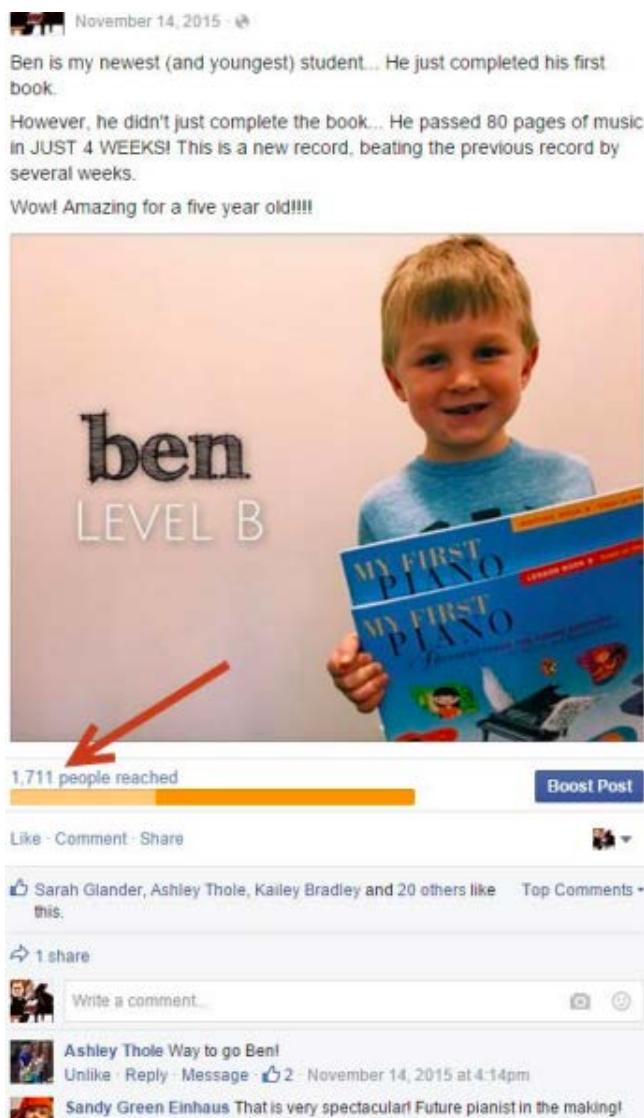 November 14, 2015
Ben is my newest (and youngest) student... He just completed his first
book.
However, he didn't just complete the book... He passed 80 pages of music
in JUST 4 WEEKS! This is a new record, beating the previous record by
several weeks.
Wow! Amazing for a five year old!!!!
ben
LEVEL B
MY FIRST
PIANO
LESSON BOOK B
MY FIRST
PIANO
1,711 people reached
Boost Post
Like · Comment · Share
Sarah Glander, Ashley Thole, Kailey Bradley and 20 others like
this.
Top Comments
1 share
Write a comment...
Ashley Thole Way to go Ben!
Unlike · Reply · Message · 2 · November 14, 2015 at 4:14pm
Sandy Green Einhaus That is very spectacular! Future pianist in the making!